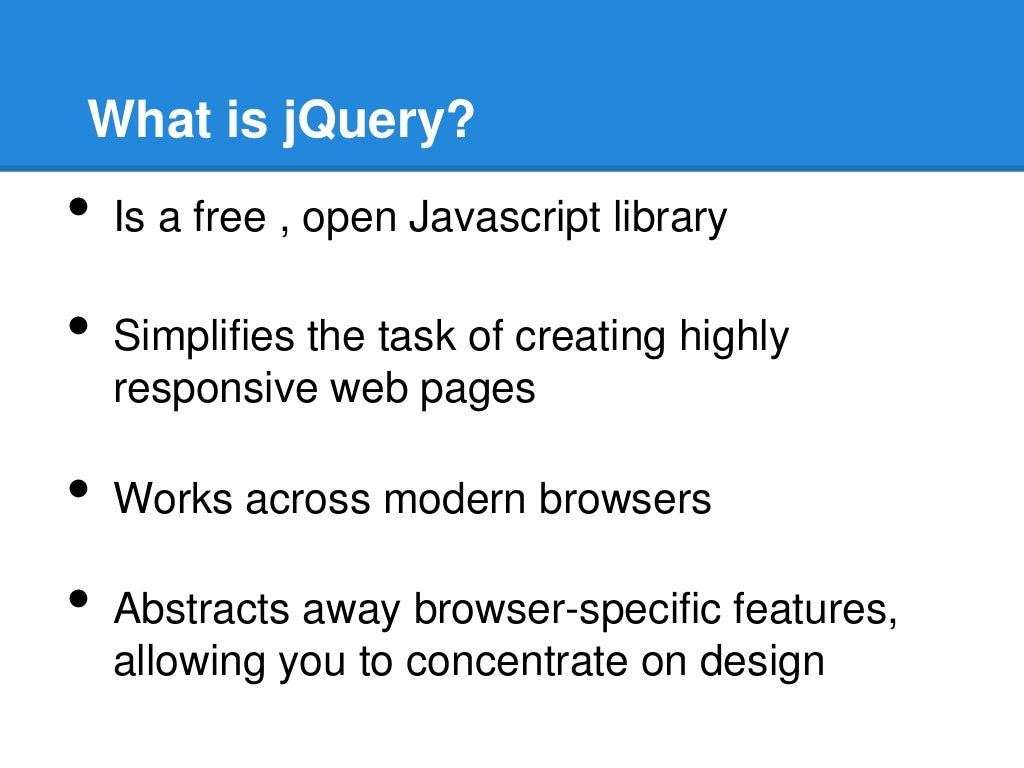 What is jQuery?
• Is a free , open Javascript library
• Simplifies the task of creating highly
responsive web pages
• Works across modern browsers
• Abstracts away browser-specific features,
allowing you to concentrate on design